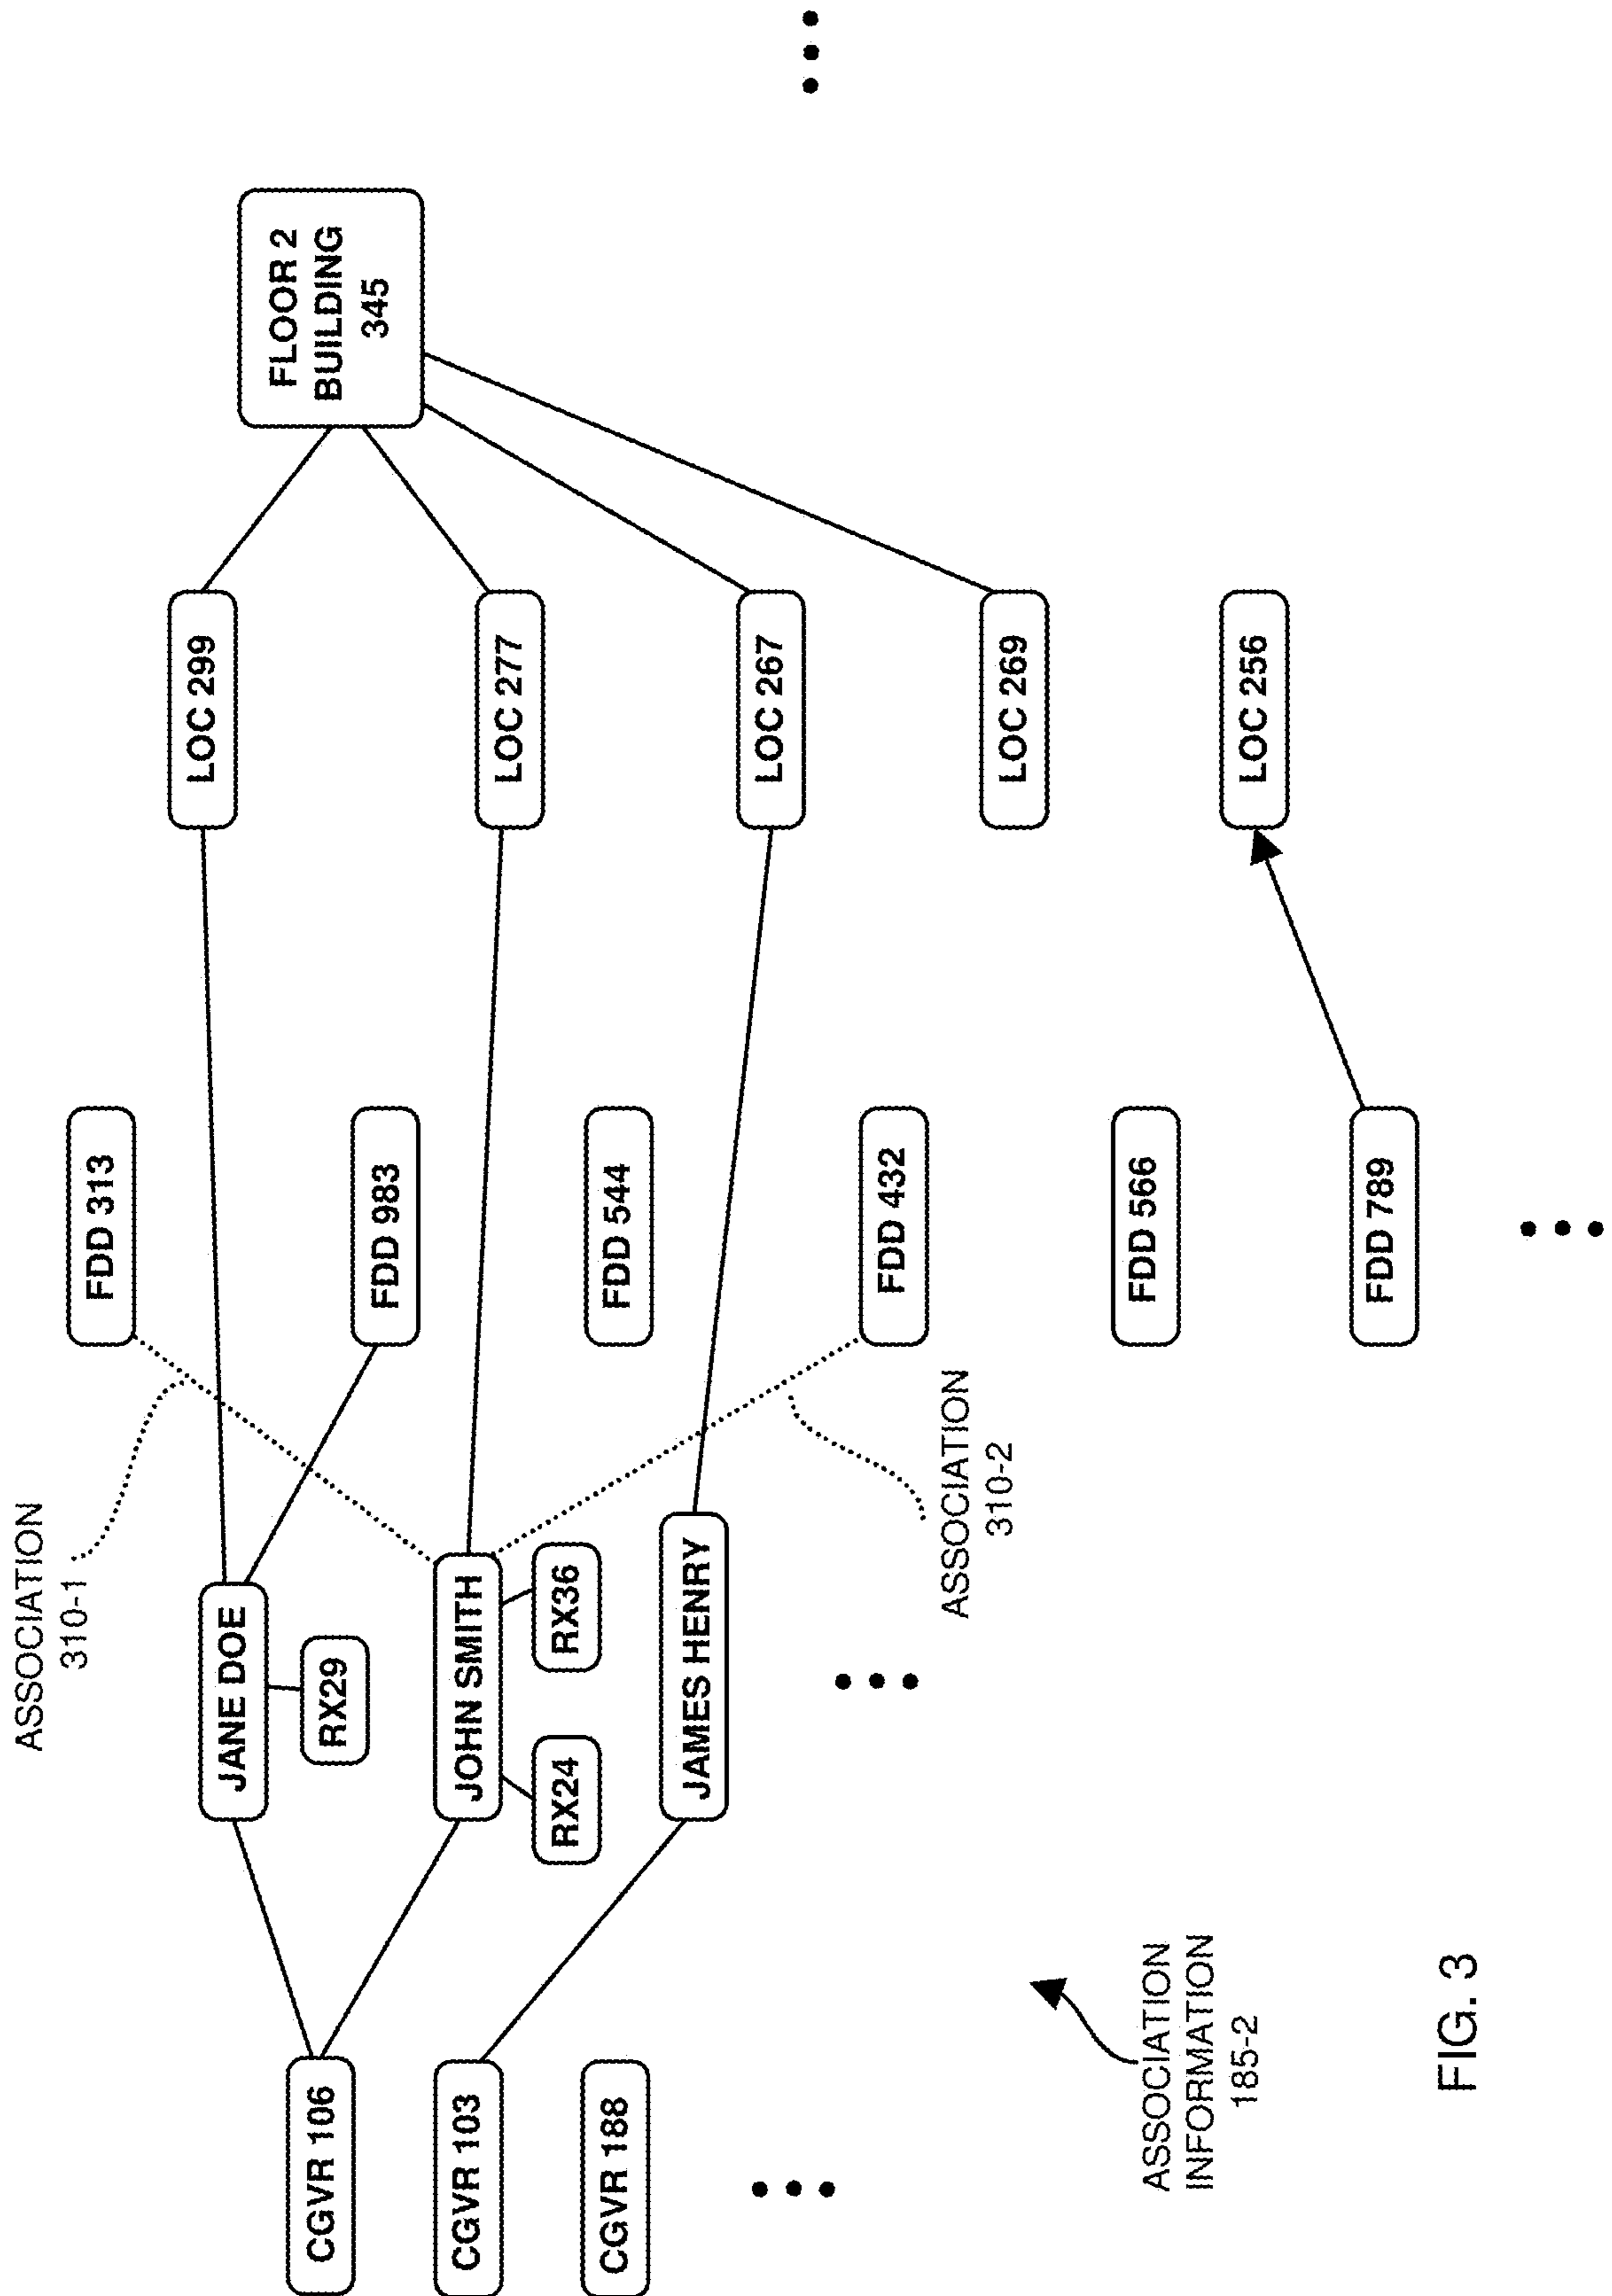 ASSOCIATION
310-1
CGVR 106
CGVR 103
CGVR 188
JANE DOE
RX29
JOHN SMITH
RX24
RX36
JAMES HENRY
FDD 313
FDD 983
FDD 544
FDD 432
FDD 566
FDD 789
ASSOCIATION
310-2
LOC 299
LOC 277
LOC 267
LOC 269
LOC 256
FLOOR 2
BUILDING
345
ASSOCIATION
INFORMATION
185-2
FIG. 3